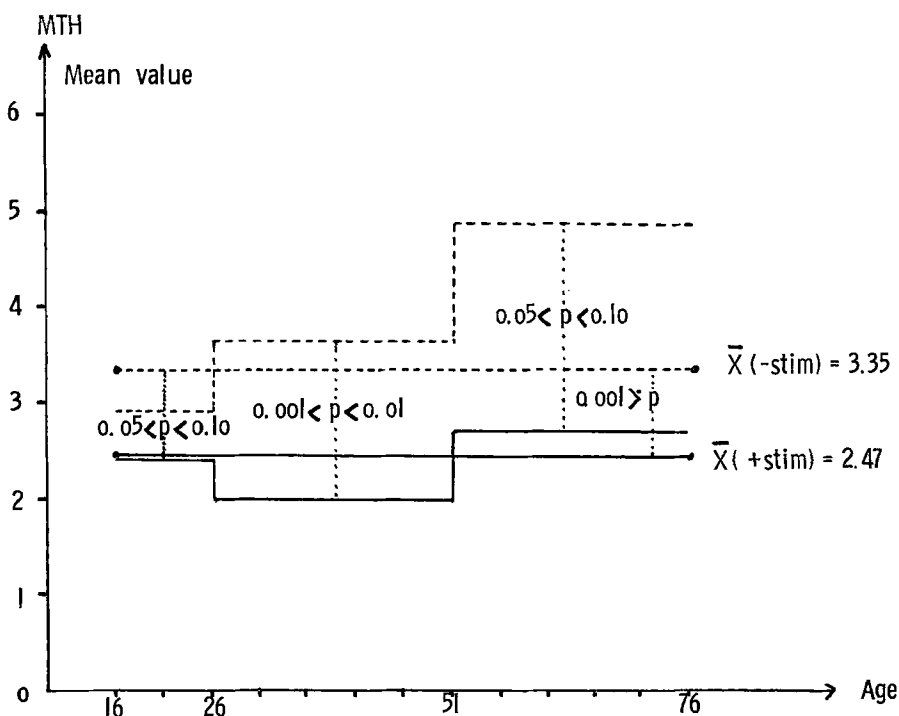 MTH
Mean value
6
5
4
0.05< p<0.10
X̄ (-stim) = 3.35
3
0.001< p< 0.01
0.001> p
0.05<p<0.10
X̄ ( +stim) = 2.47
2
1
0
16
26
51
76
Age